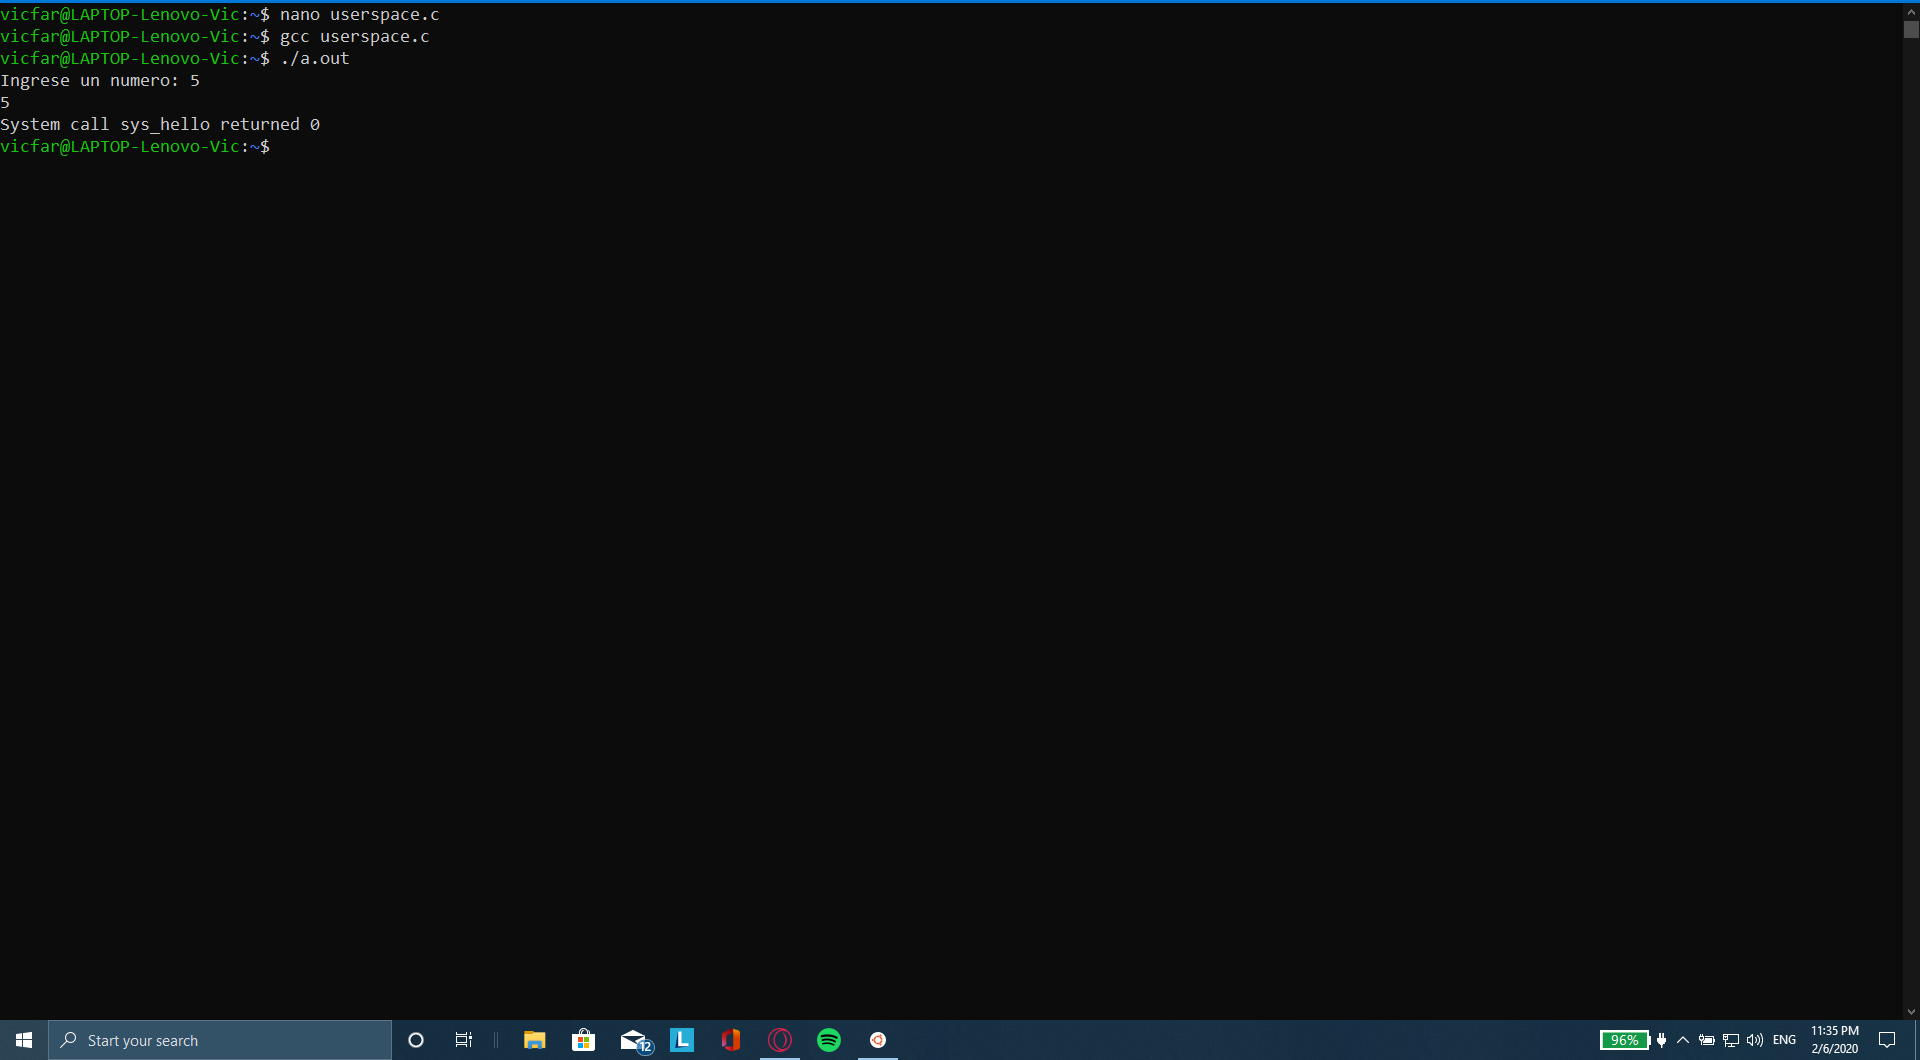 vicfar@LAPTOP-Lenovo-Vic:~$ nano userspace.c
vicfar@LAPTOP-Lenovo-Vic:~$ gcc userspace.c
vicfar@LAPTOP-Lenovo-Vic:~$ ./a.out
Ingrese un numero: 5
5
System call sys_hello returned 0
vicfar@LAPTOP-Lenovo-Vic:~$
Start your search
12
L
96%
ENG
11:35 PM
2/6/2020